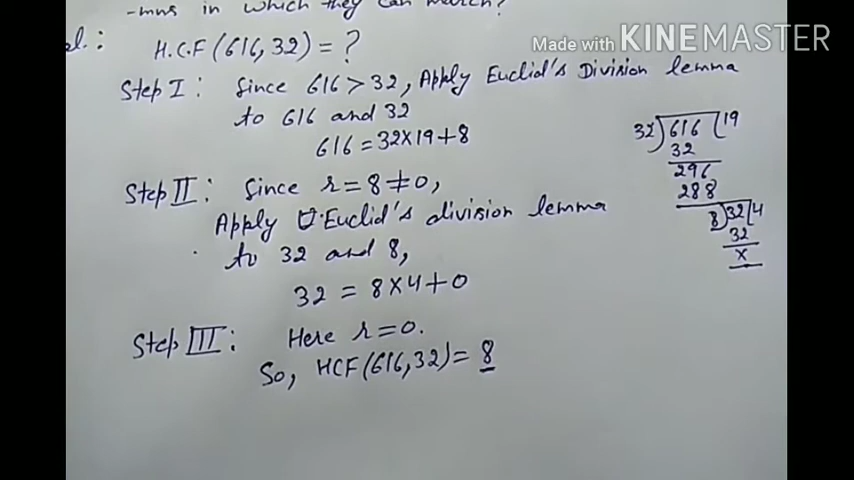 -mns in which they can march?
Made with KINEMASTER
H.C.F (616, 32) = ?
Step I : Since 616 > 32, Apply Euclid's Division lemma
to 616 and 32
616 = 32×19+8
32 616 19
32
296
288
8 32 4
32
×
Step II : Since r = 8 ≠ 0,
Apply Euclid's division lemma
to 32 and 8,
32 = 8×4+0
Step III : Here r = 0.
So, HCF (616, 32) = 8